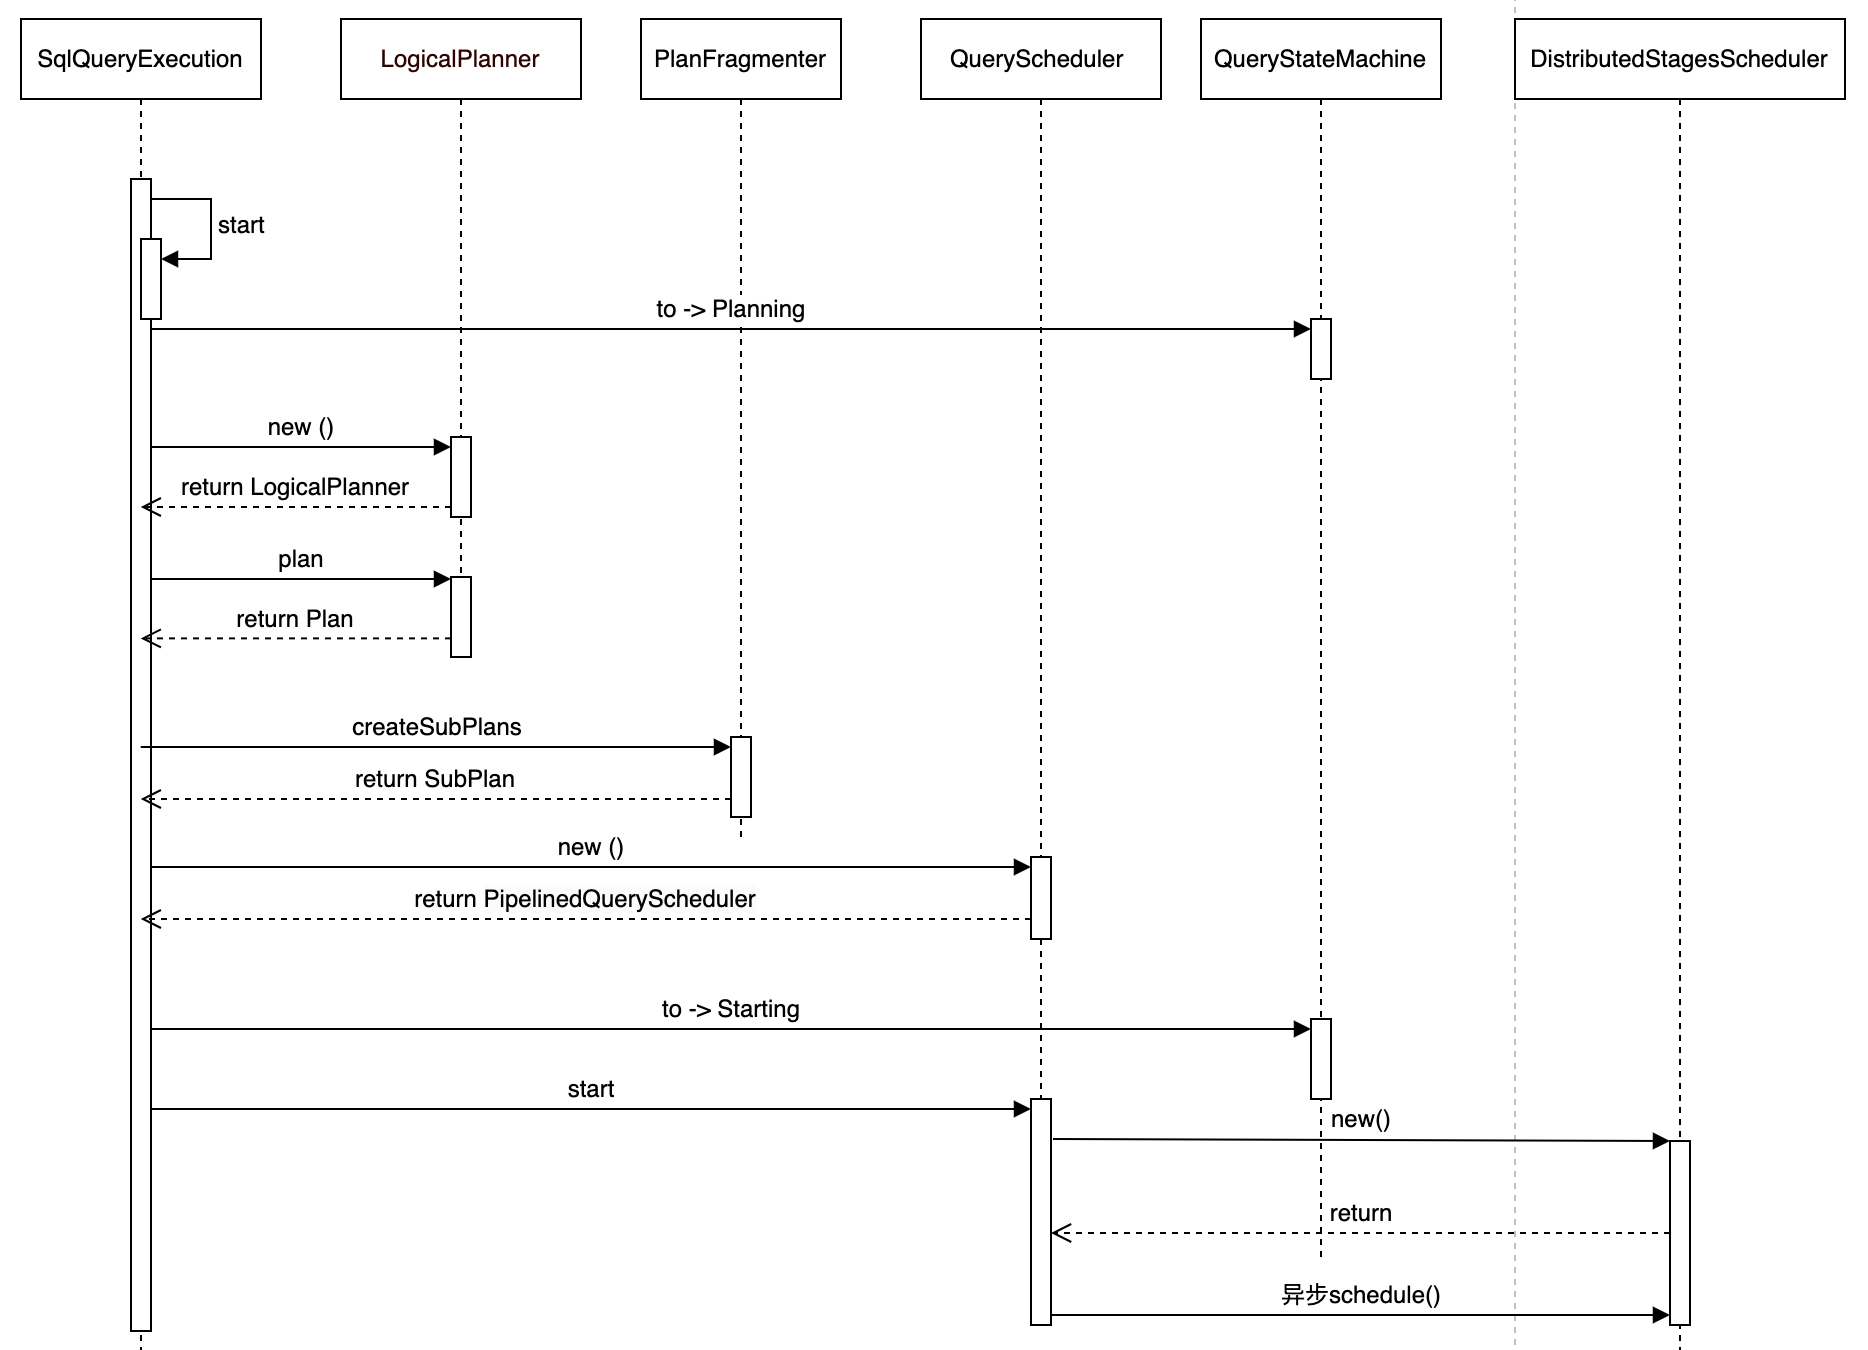 SqlQueryExecution
LogicalPlanner
PlanFragmenter
QueryScheduler
QueryStateMachine
DistributedStagesScheduler
start
to -> Planning
new ()
return LogicalPlanner
plan
return Plan
createSubPlans
return SubPlan
new ()
return PipelinedQueryScheduler
to -> Starting
start
new()
return
异步schedule()